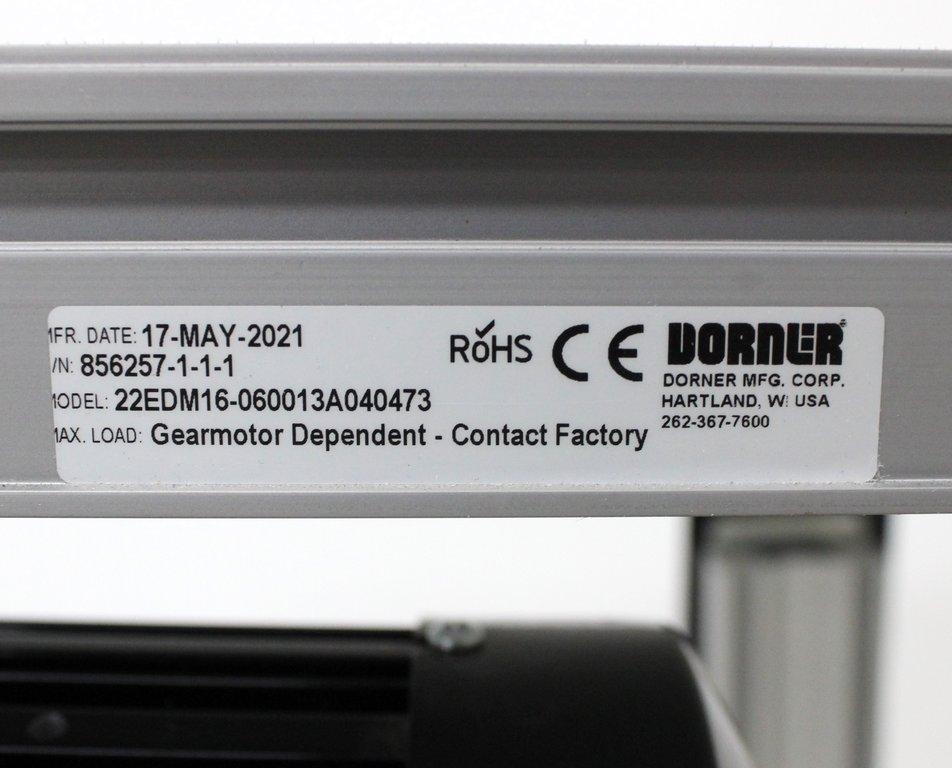 MFR. DATE: 17-MAY-2021
/N: 856257-1-1-1
MODEL: 22EDM16-060013A040473
MAX. LOAD: Gearmotor Dependent - Contact Factory
RoHS CE
DORNER®
DORNER MFG. CORP.
HARTLAND, WI USA
262-367-7600